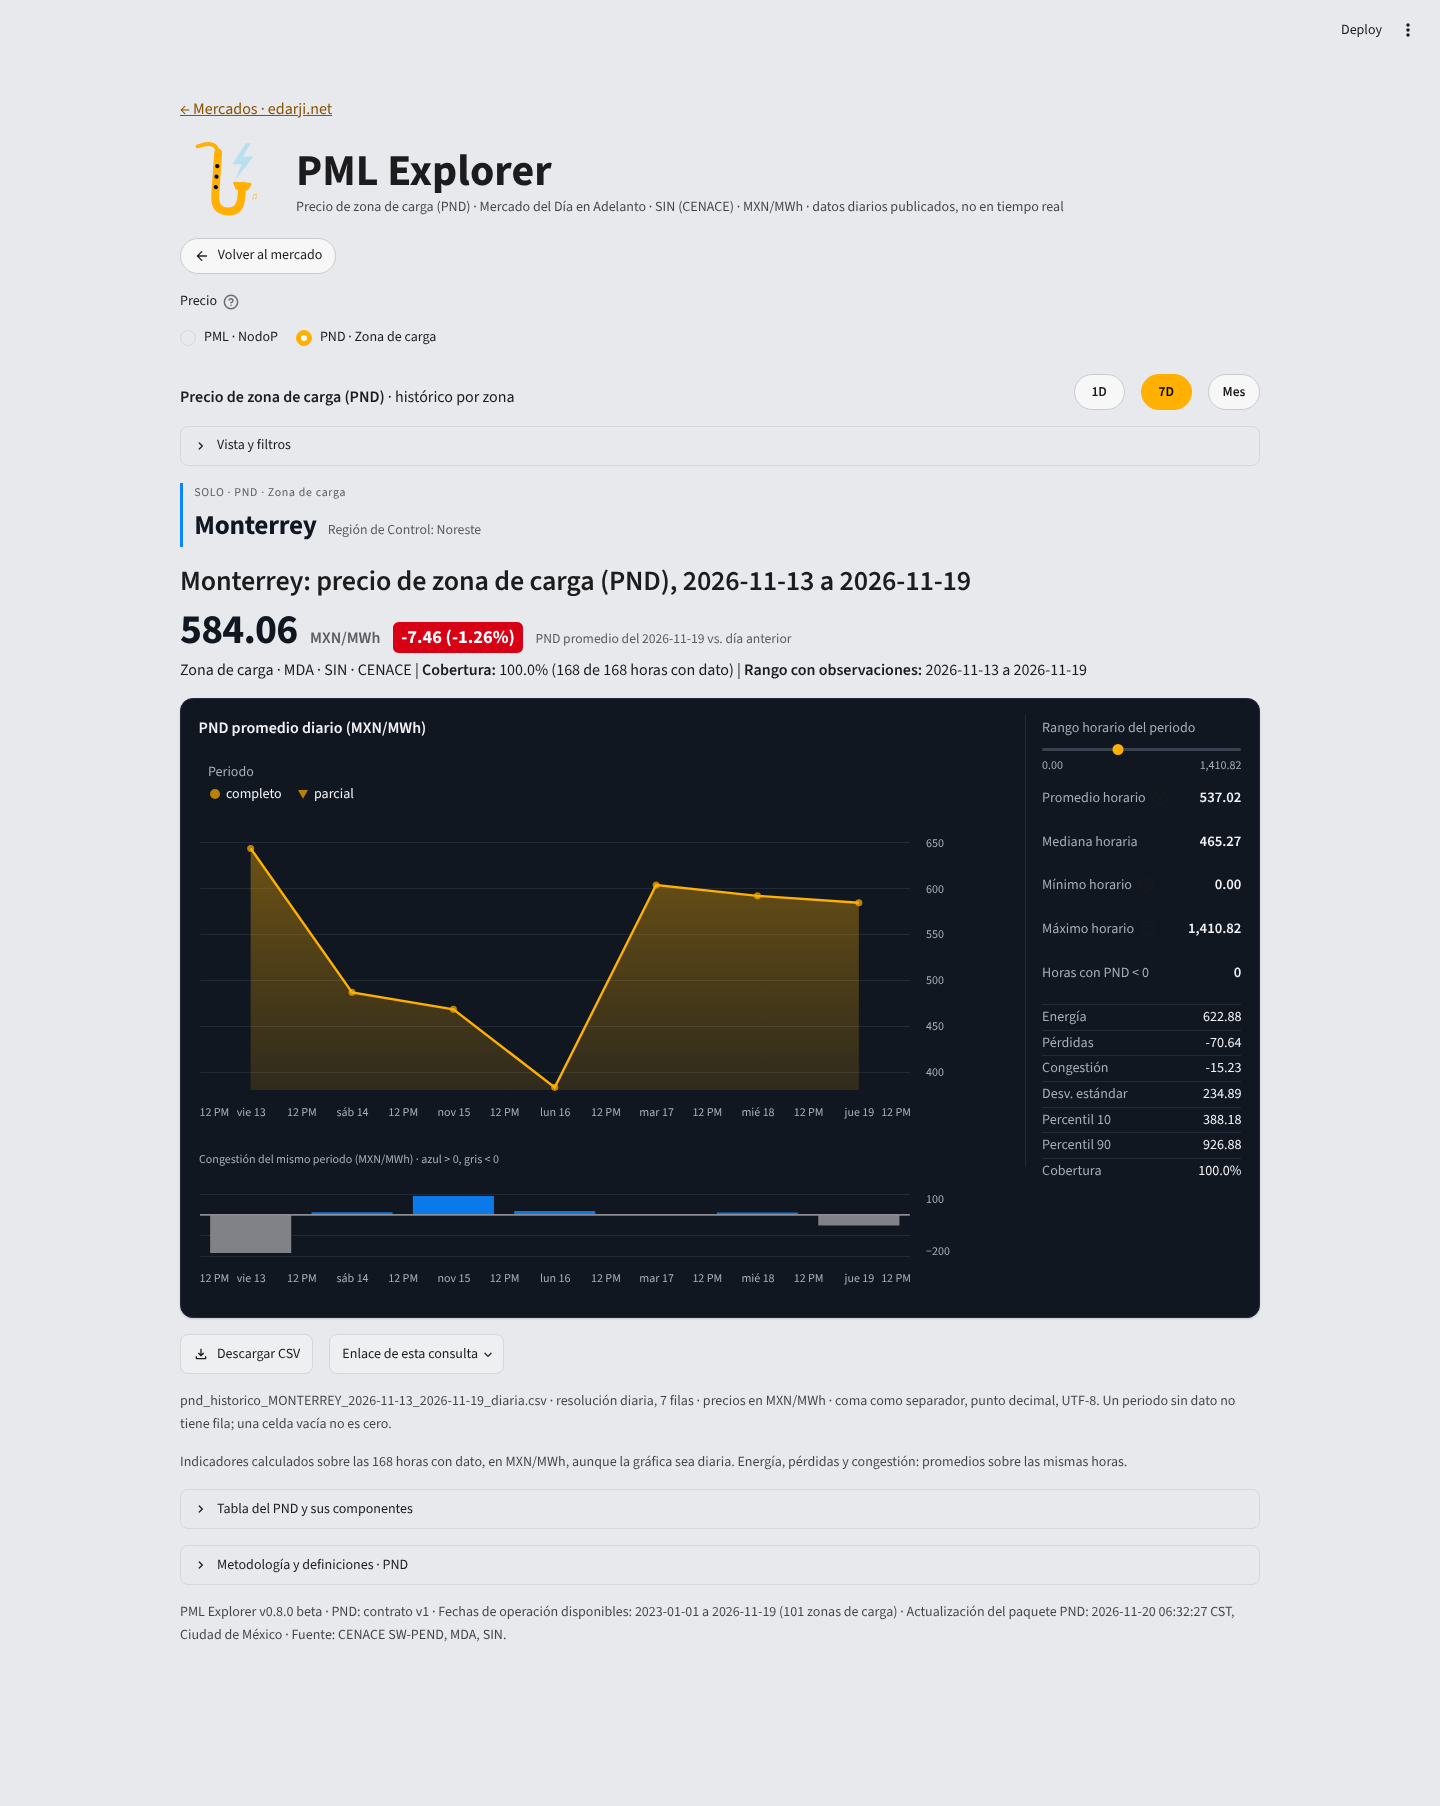 Deploy
← Mercados · edarji.net
PML Explorer
Precio de zona de carga (PND) · Mercado del Día en Adelanto · SIN (CENACE) · MXN/MWh · datos diarios publicados, no en tiempo real
Volver al mercado
Precio
PML · NodoP
PND · Zona de carga
Precio de zona de carga (PND) · histórico por zona
1D
7D
Mes
Vista y filtros
SOLO · PND · Zona de carga
Monterrey Región de Control: Noreste
Monterrey: precio de zona de carga (PND), 2026-11-13 a 2026-11-19
584.06 MXN/MWh -7.46 (-1.26%) PND promedio del 2026-11-19 vs. día anterior
Zona de carga · MDA · SIN · CENACE | Cobertura: 100.0% (168 de 168 horas con dato) | Rango con observaciones: 2026-11-13 a 2026-11-19
PND promedio diario (MXN/MWh)
Periodo
completo parcial
650
600
550
500
450
400
12 PM vie 13 12 PM sáb 14 12 PM nov 15 12 PM lun 16 12 PM mar 17 12 PM mié 18 12 PM jue 19 12 PM
Congestión del mismo periodo (MXN/MWh) · azul > 0, gris < 0
100
−200
12 PM vie 13 12 PM sáb 14 12 PM nov 15 12 PM lun 16 12 PM mar 17 12 PM mié 18 12 PM jue 19 12 PM
Rango horario del periodo
0.00 1,410.82
Promedio horario 537.02
Mediana horaria 465.27
Mínimo horario 0.00
Máximo horario 1,410.82
Horas con PND < 0 0
Energía 622.88
Pérdidas -70.64
Congestión -15.23
Desv. estándar 234.89
Percentil 10 388.18
Percentil 90 926.88
Cobertura 100.0%
Descargar CSV
Enlace de esta consulta
pnd_historico_MONTERREY_2026-11-13_2026-11-19_diaria.csv · resolución diaria, 7 filas · precios en MXN/MWh · coma como separador, punto decimal, UTF-8. Un periodo sin dato no
tiene fila; una celda vacía no es cero.
Indicadores calculados sobre las 168 horas con dato, en MXN/MWh, aunque la gráfica sea diaria. Energía, pérdidas y congestión: promedios sobre las mismas horas.
Tabla del PND y sus componentes
Metodología y definiciones · PND
PML Explorer v0.8.0 beta · PND: contrato v1 · Fechas de operación disponibles: 2023-01-01 a 2026-11-19 (101 zonas de carga) · Actualización del paquete PND: 2026-11-20 06:32:27 CST,
Ciudad de México · Fuente: CENACE SW-PEND, MDA, SIN.